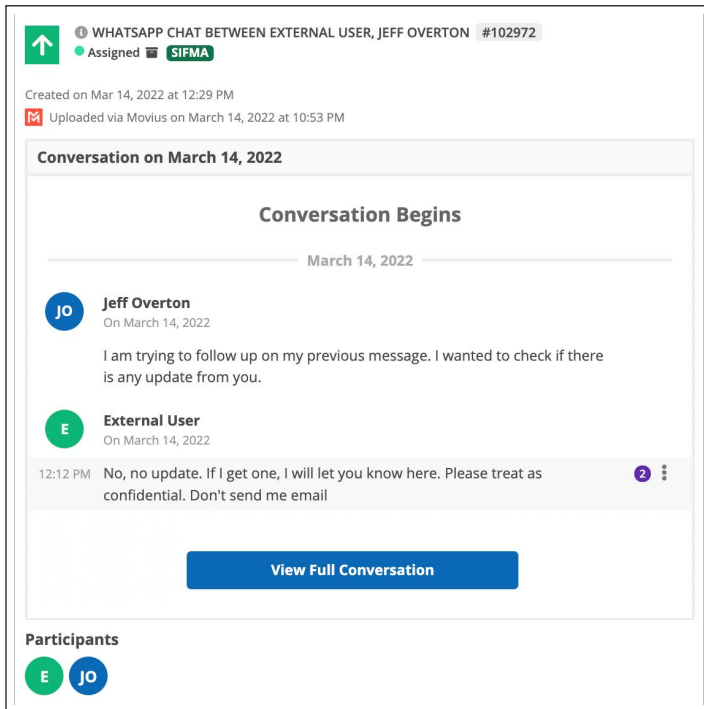 WHATSAPP CHAT BETWEEN EXTERNAL USER, JEFF OVERTON #102972
Assigned SIFMA
Created on Mar 14, 2022 at 12:29 PM
Uploaded via Movius on March 14, 2022 at 10:53 PM
Conversation on March 14, 2022
Conversation Begins
March 14, 2022
JO Jeff Overton
On March 14, 2022
I am trying to follow up on my previous message. I wanted to check if there
is any update from you.
E External User
On March 14, 2022
12:12 PM No, no update. If I get one, I will let you know here. Please treat as 2
confidential. Don't send me email
View Full Conversation
Participants
E JO